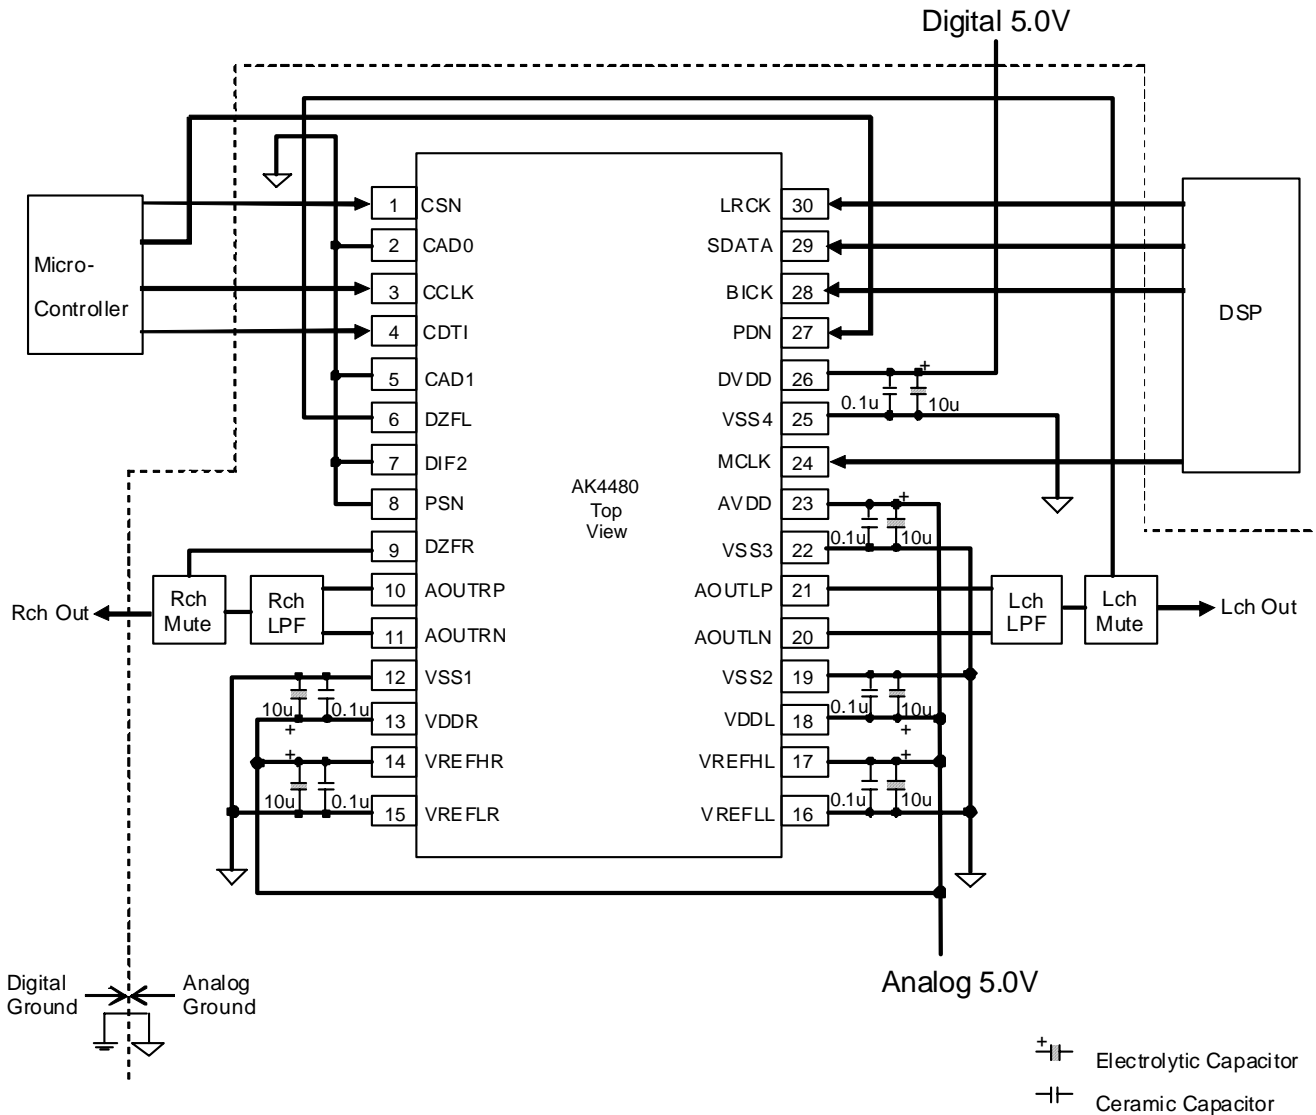 Digital 5.0V
Micro-
Controller
DSP
AK4480
Top
View
1 CSN
2 CAD0
3 CCLK
4 CDTI
5 CAD1
6 DZFL
7 DIF2
8 PSN
9 DZFR
10 AOUTRP
11 AOUTRN
12 VSS1
13 VDDR
14 VREFHR
15 VREFLR
LRCK 30
SDATA 29
BICK 28
PDN 27
DVDD 26
VSS4 25
MCLK 24
AVDD 23
VSS3 22
AOUTLP 21
AOUTLN 20
VSS2 19
VDDL 18
VREFHL 17
VREFLL 16
+
0.1u 10u
+
0.1u 10u
0.1u 10u
+
+
0.1u 10u
10u 0.1u
+
+
10u 0.1u
Rch Out
Rch
Mute
Rch
LPF
Lch
LPF
Lch
Mute
Lch Out
Analog 5.0V
Digital
Ground
Analog
Ground
+
Electrolytic Capacitor
Ceramic Capacitor